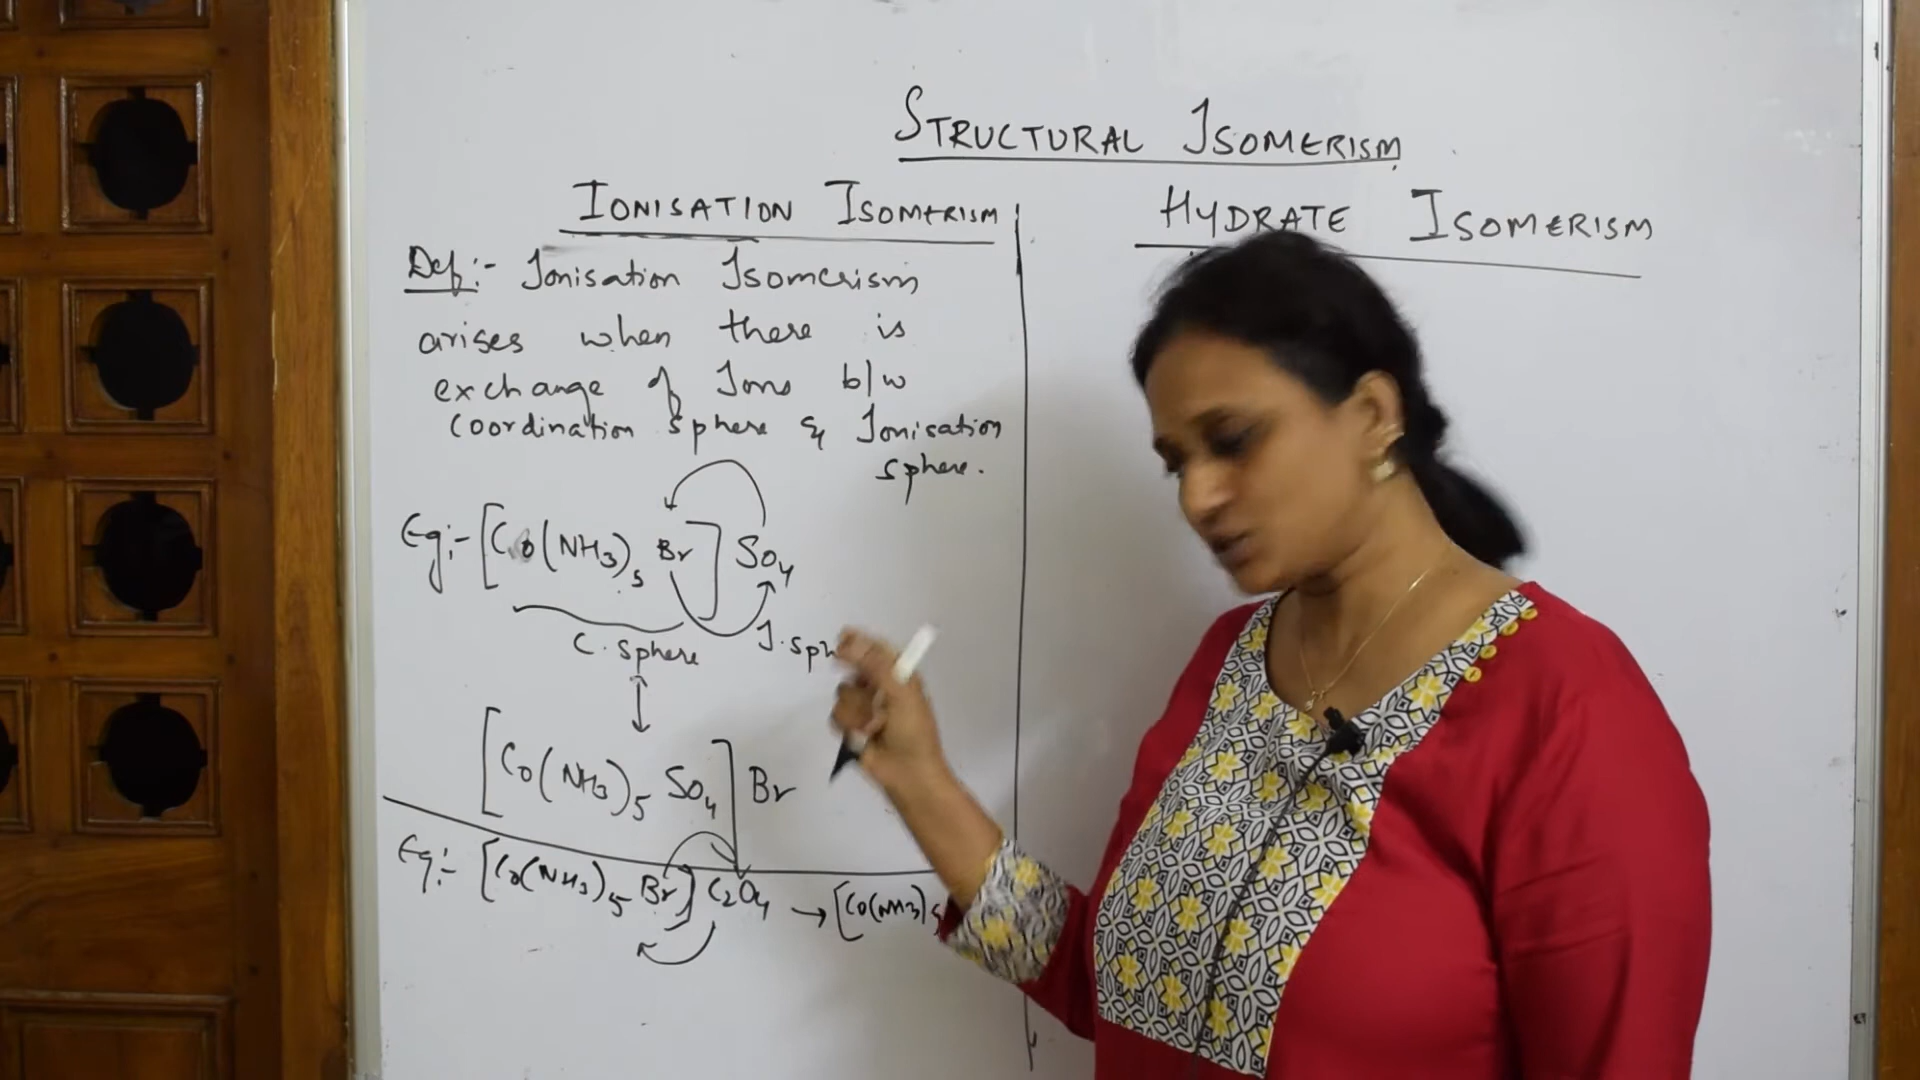 STRUCTURAL ISOMERISM
IONISATION ISOMERISM
Def:- Ionisation Isomerism
arises when there is
exchange of Ions b/w
Coordination sphere & Ionisation
sphere.
Eg:- [Co(NH3)5 Br] SO4
C. sphere
I. sph
[Co(NH3)5 SO4] Br
Eg:- [Co(NH3)5 Br] C2O4 → [Co(NH3)5
HYDRATE ISOMERISM